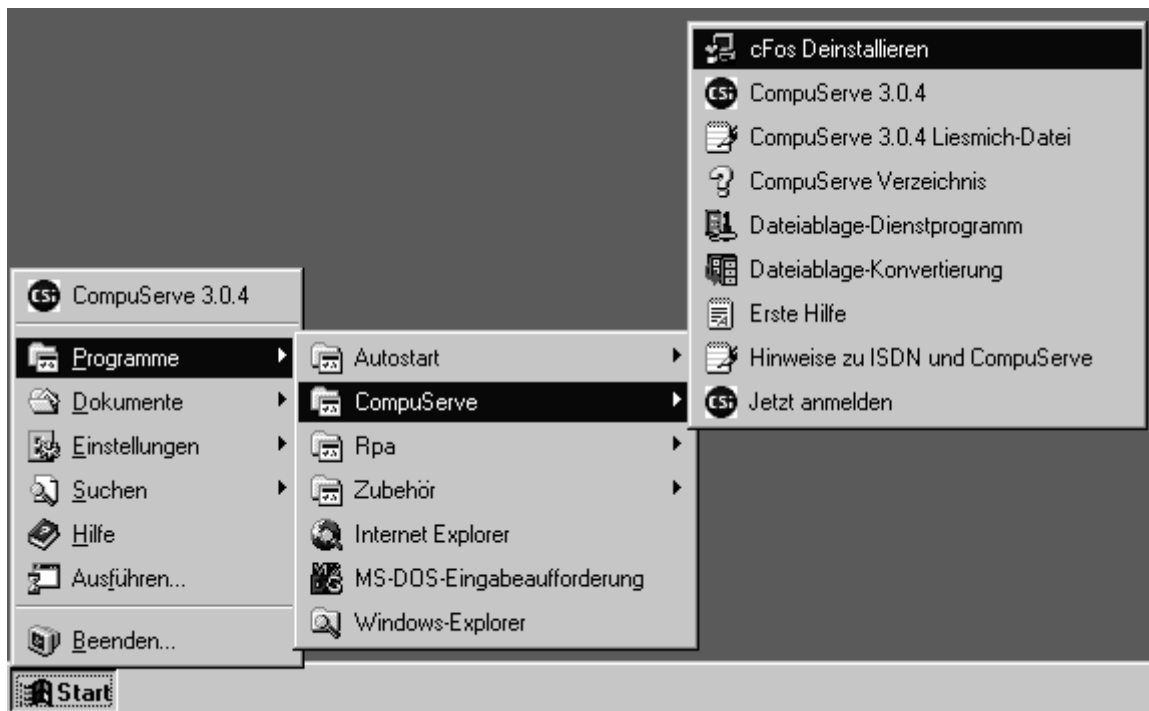 CompuServe 3.0.4
Programme
Dokumente
Einstellungen
Suchen
Hilfe
Ausführen...
Beenden...
Start
Autostart
CompuServe
Rpa
Zubehör
Internet Explorer
MS-DOS-Eingabeaufforderung
Windows-Explorer
cFos Deinstallieren
CompuServe 3.0.4
CompuServe 3.0.4 Liesmich-Datei
CompuServe Verzeichnis
Dateiablage-Dienstprogramm
Dateiablage-Konvertierung
Erste Hilfe
Hinweise zu ISDN und CompuServe
Jetzt anmelden